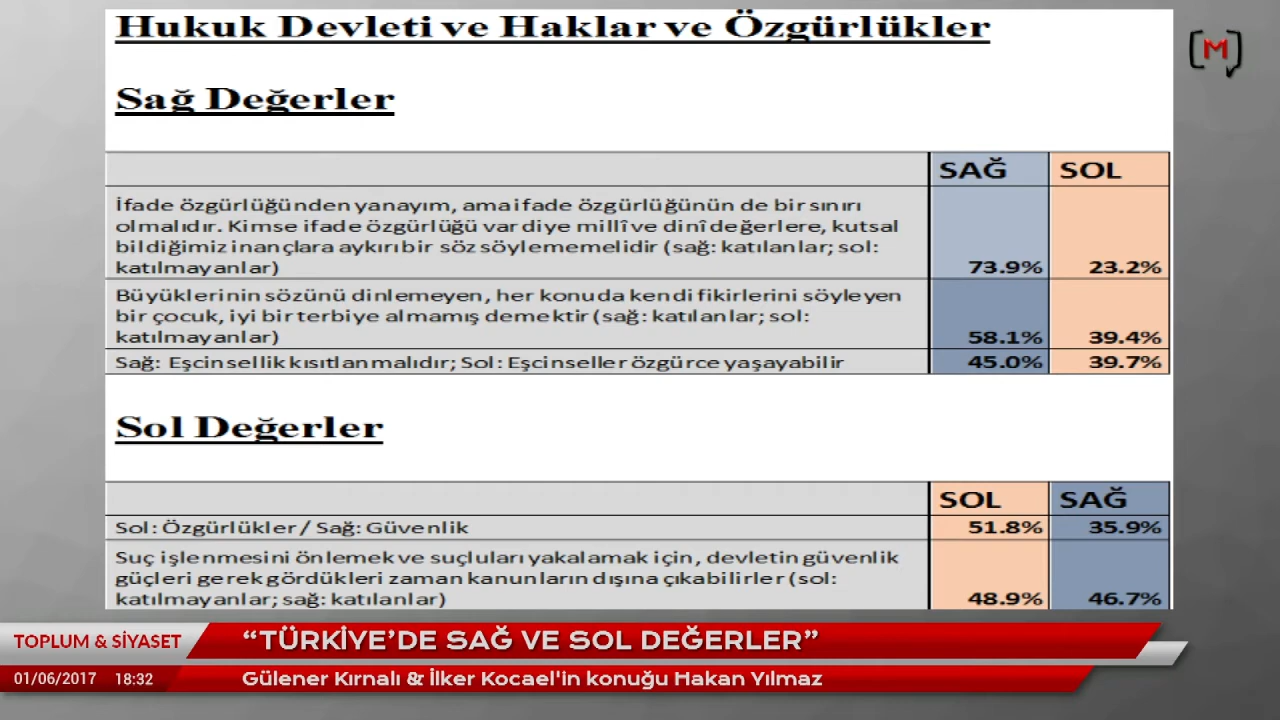 Hukuk Devleti ve Haklar ve Özgürlükler
Sağ Değerler
SAĞ SOL
İfade özgürlüğünden yanayım, ama ifade özgürlüğünün de bir sınırı
olmalıdır. Kimse ifade özgürlüğü var diye millî ve dinî değerlere, kutsal
bildiğimiz inançlara aykırı bir söz söylememelidir (sağ: katılanlar; sol:
katılmayanlar) 73.9% 23.2%
Büyüklerinin sözünü dinlemeyen, her konuda kendi fikirlerini söyleyen
bir çocuk, iyi bir terbiye almamış demektir (sağ: katılanlar; sol:
katılmayanlar) 58.1% 39.4%
Sağ: Eşcinsellik kısıtlanmalıdır; Sol: Eşcinseller özgürce yaşayabilir 45.0% 39.7%
Sol Değerler
SOL SAĞ
Sol: Özgürlükler / Sağ: Güvenlik 51.8% 35.9%
Suç işlenmesini önlemek ve suçluları yakalamak için, devletin güvenlik
güçleri gerek gördükleri zaman kanunların dışına çıkabilirler (sol:
katılmayanlar; sağ: katılanlar) 48.9% 46.7%
[M]
TOPLUM & SİYASET "TÜRKİYE'DE SAĞ VE SOL DEĞERLER"
01/06/2017 18:32 Gülener Kırnalı & İlker Kocael'in konuğu Hakan Yılmaz